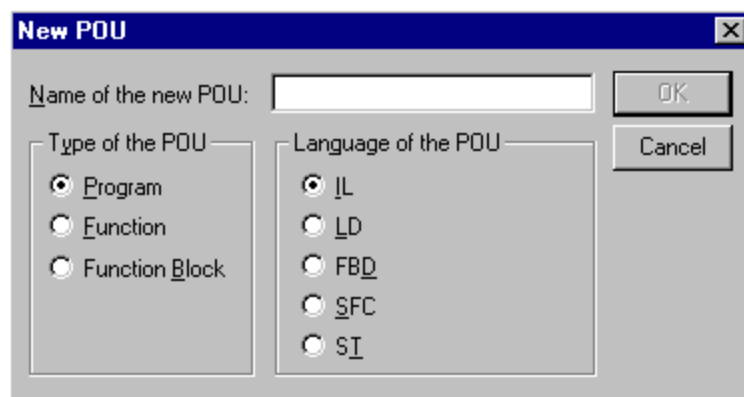 New POU
Name of the new POU:
OK
Type of the POU
Language of the POU
Cancel
Program
IL
Function
LD
Function Block
FBD
SFC
ST